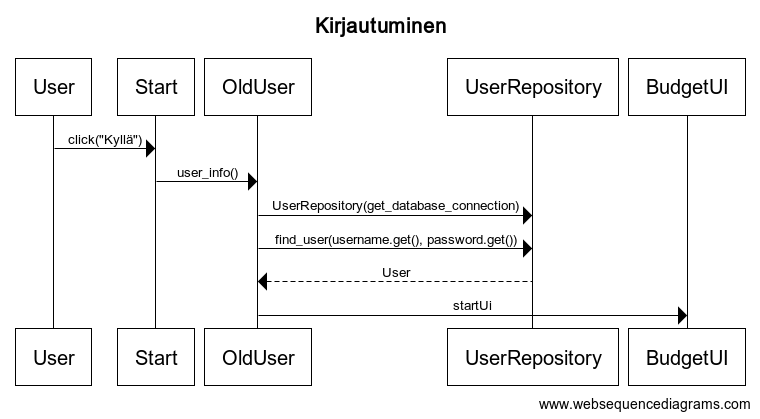 Kirjautuminen
User
Start
OldUser
UserRepository
BudgetUI
click("Kyllä")
user_info()
UserRepository(get_database_connection)
find_user(username.get(), password.get())
User
startUi
User
Start
OldUser
UserRepository
BudgetUI
www.websequencediagrams.com